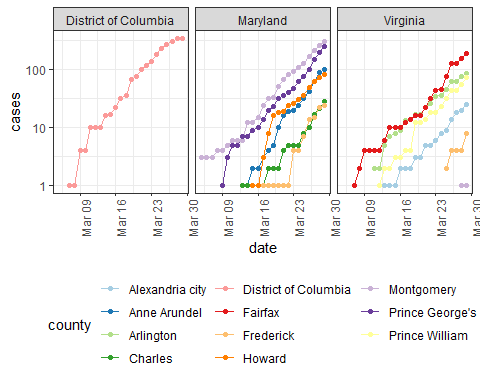 District of Columbia Maryland Virginia
cases
100
10
1
Mar 09 Mar 16 Mar 23 Mar 30 Mar 09 Mar 16 Mar 23 Mar 30 Mar 09 Mar 16 Mar 23 Mar 30
date
county
Alexandria city District of Columbia Montgomery
Anne Arundel Fairfax Prince George's
Arlington Frederick Prince William
Charles Howard